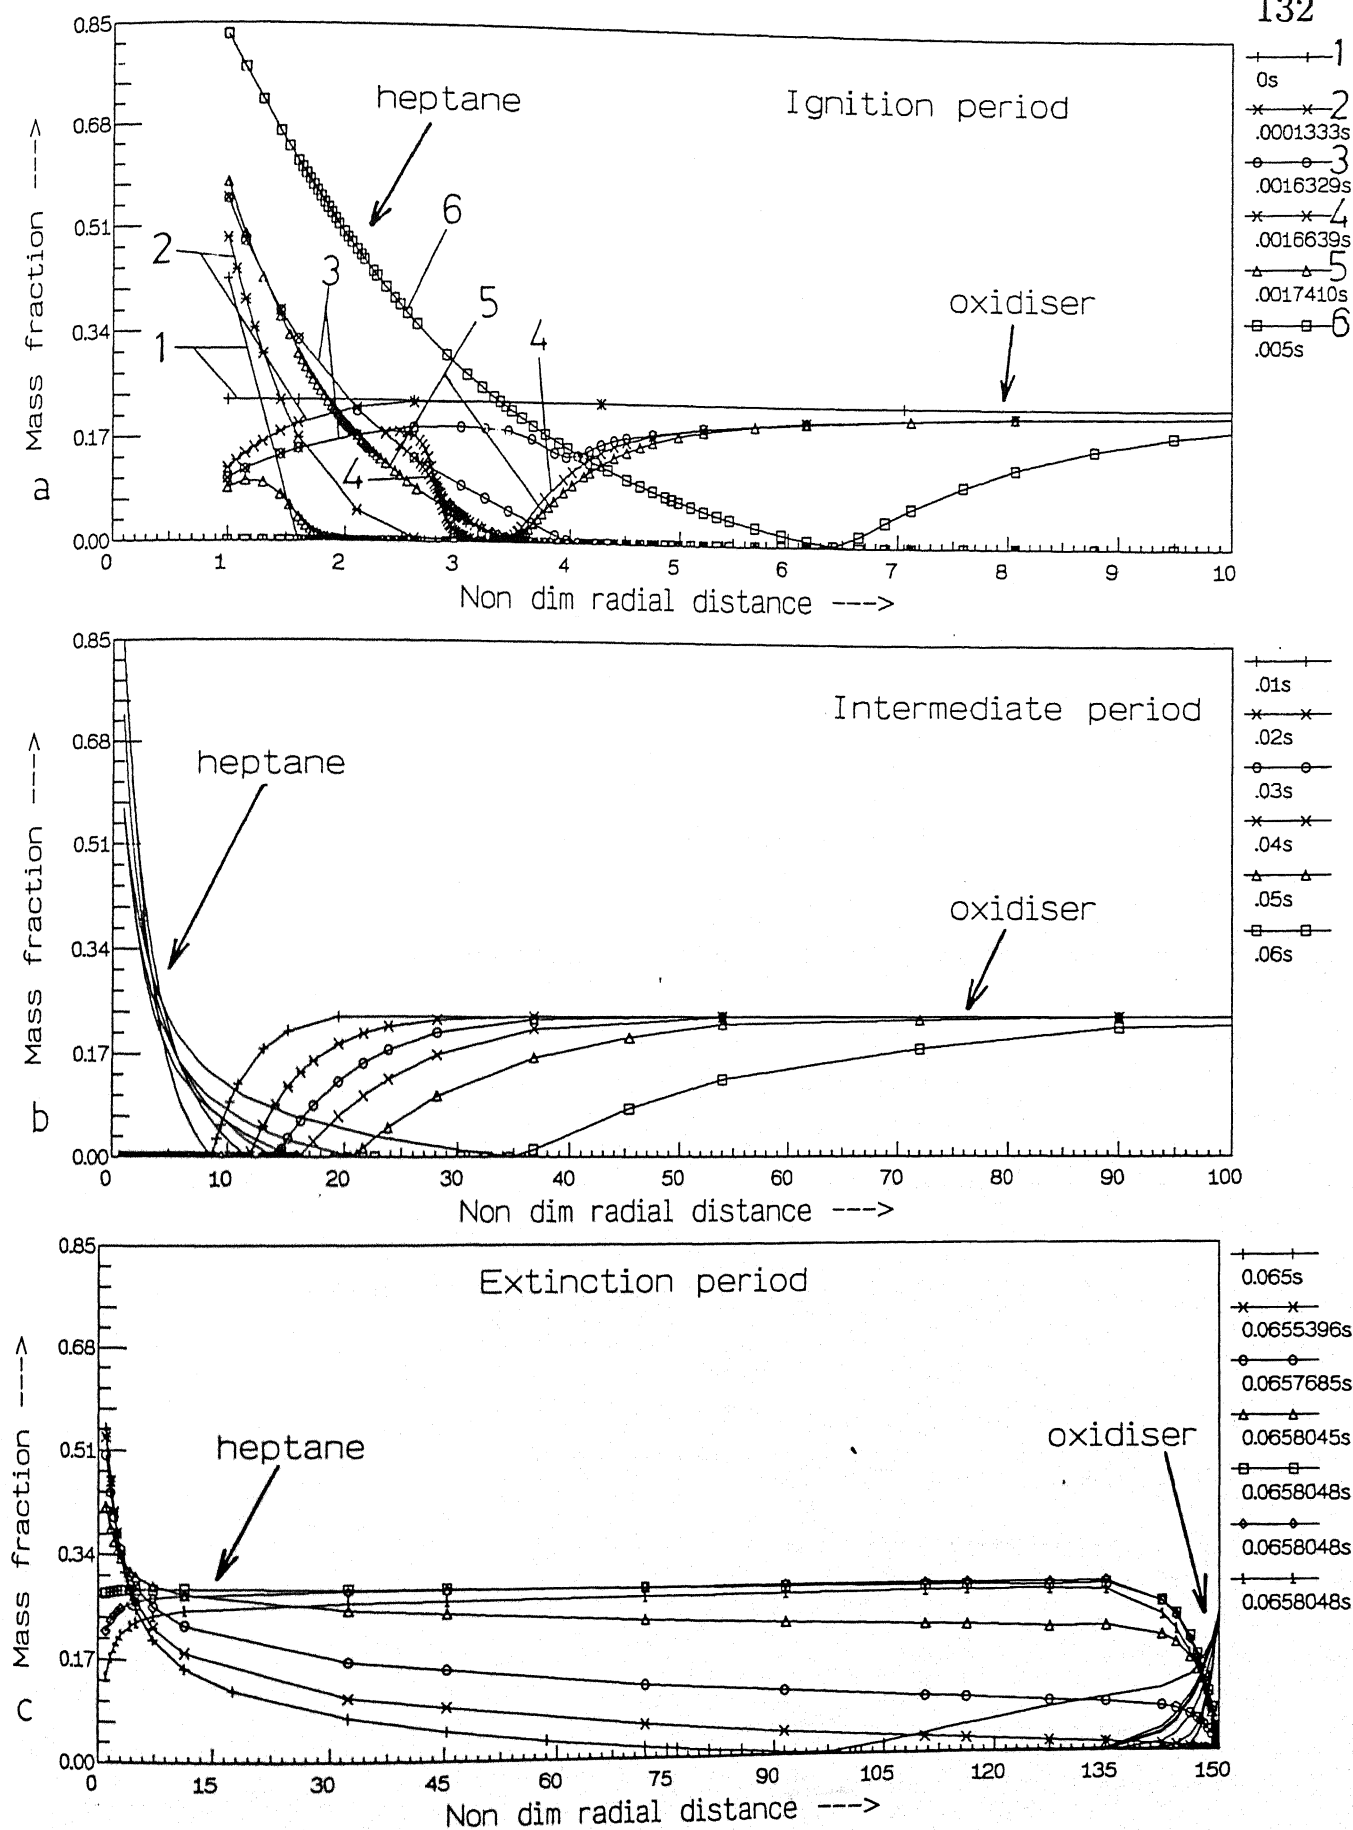 132
0.85
0.68
0.51
0.34
0.17
0.00
a Mass fraction --->
heptane
Ignition period
oxidiser
1
2
3
4
5
6
4
0 1 2 3 4 5 6 7 8 9 10
Non dim radial distance --->
1
0s
2
.0001333s
3
.0016329s
4
.0016639s
5
.0017410s
6
.005s
0.85
0.68
0.51
0.34
0.17
0.00
b Mass fraction --->
Intermediate period
heptane
oxidiser
0 10 20 30 40 50 60 70 80 90 100
Non dim radial distance --->
.01s
.02s
.03s
.04s
.05s
.06s
0.85
0.68
0.51
0.34
0.17
0.00
c Mass fraction --->
Extinction period
heptane
oxidiser
0 15 30 45 60 75 90 105 120 135 150
Non dim radial distance --->
0.065s
0.0655396s
0.0657685s
0.0658045s
0.0658048s
0.0658048s
0.0658048s